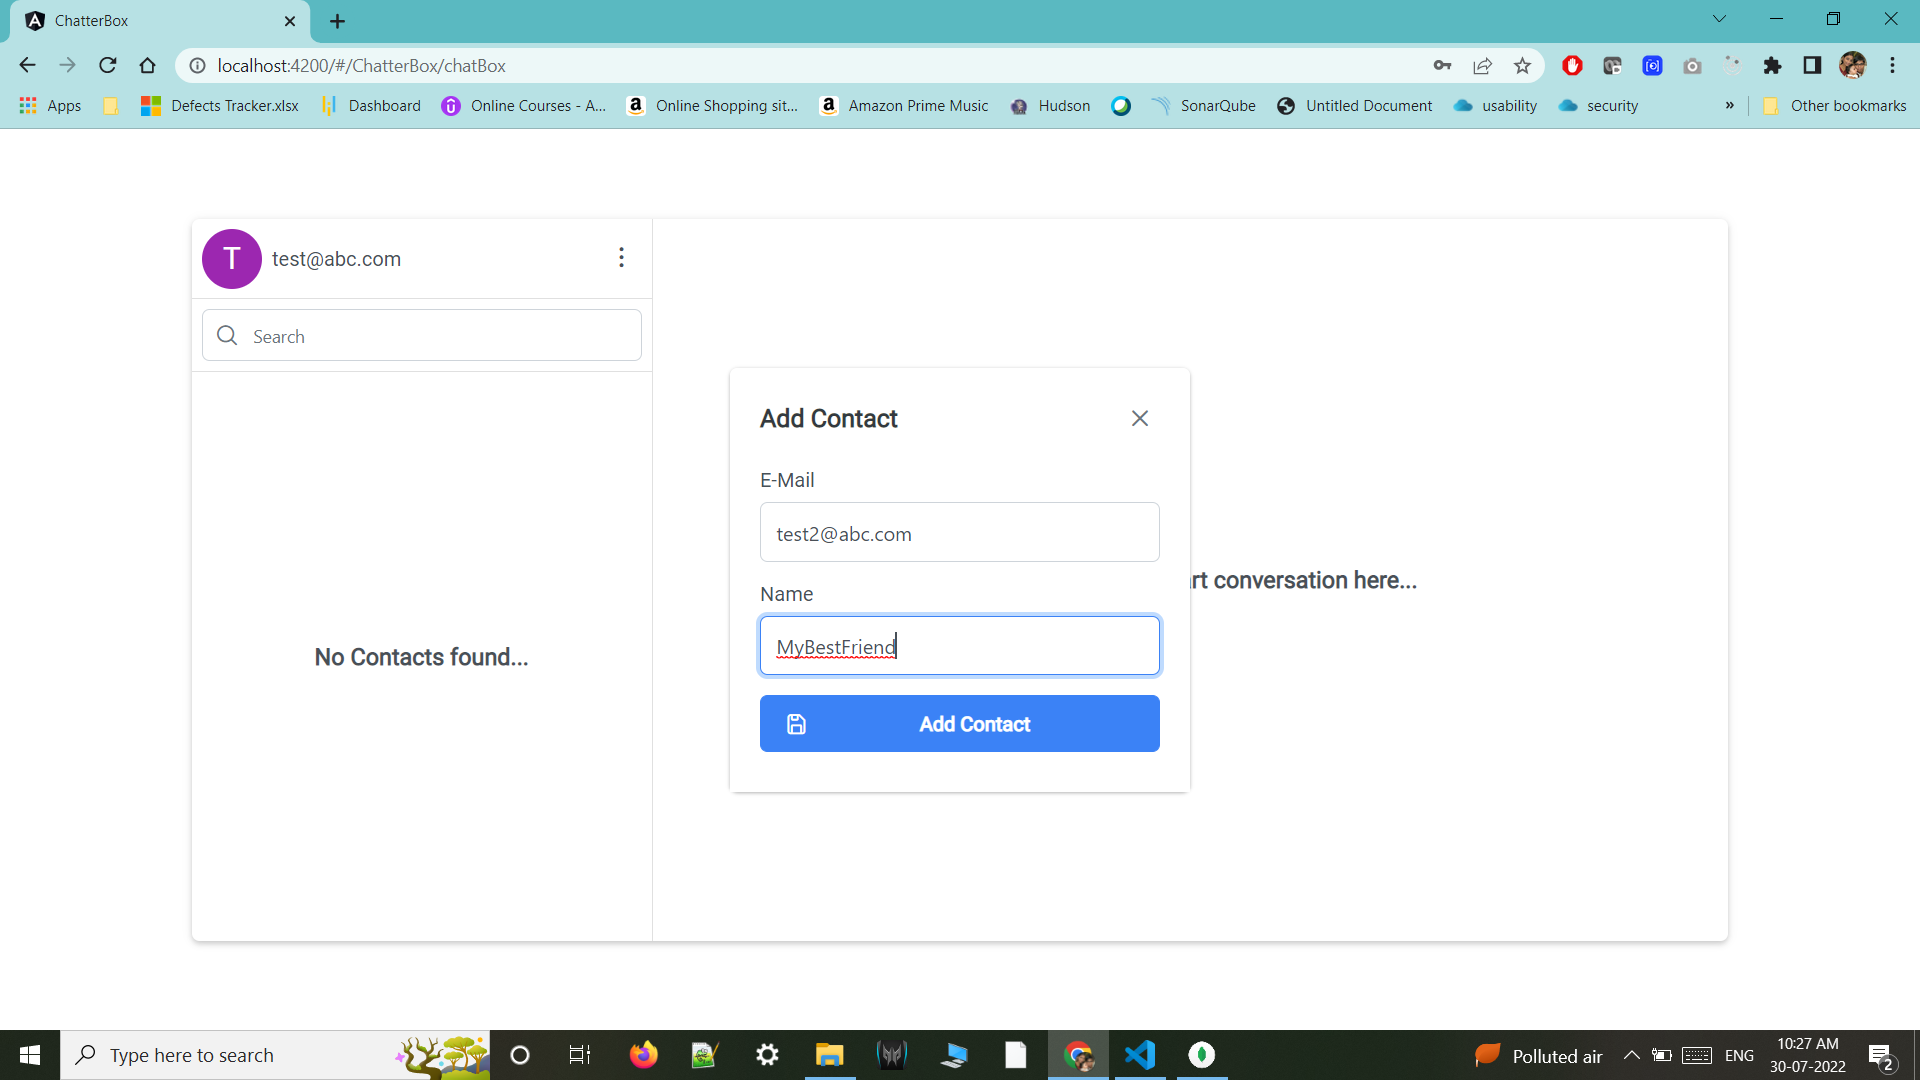 ChatterBox
localhost:4200/#/ChatterBox/chatBox
Apps
Defects Tracker.xlsx
Dashboard
Online Courses - A...
Online Shopping sit...
Amazon Prime Music
Hudson
SonarQube
Untitled Document
usability
security
»
Other bookmarks
T
test@abc.com
Search
No Contacts found...
Add Contact
E-Mail
test2@abc.com
Name
MyBestFriend
Add Contact
rt conversation here...
Type here to search
Polluted air
ENG
10:27 AM
30-07-2022
2